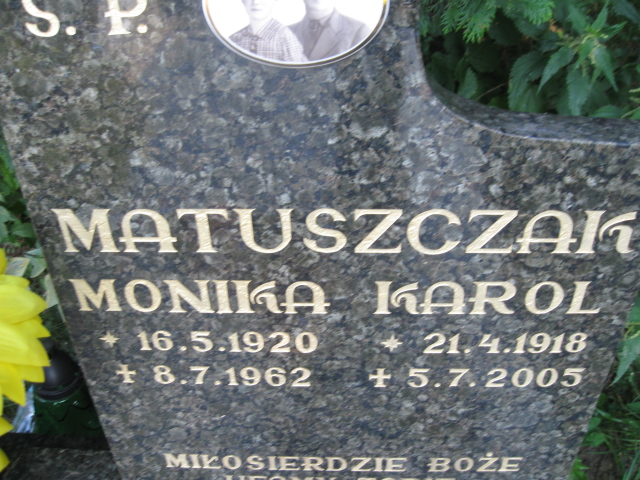 Ś. P.
MATUSZCZAK
MONIKA KAROL
* 16.5.1920 * 21.4.1918
✝ 8.7.1962 ✝ 5.7.2005
MIŁOSIERDZIE BOŻE